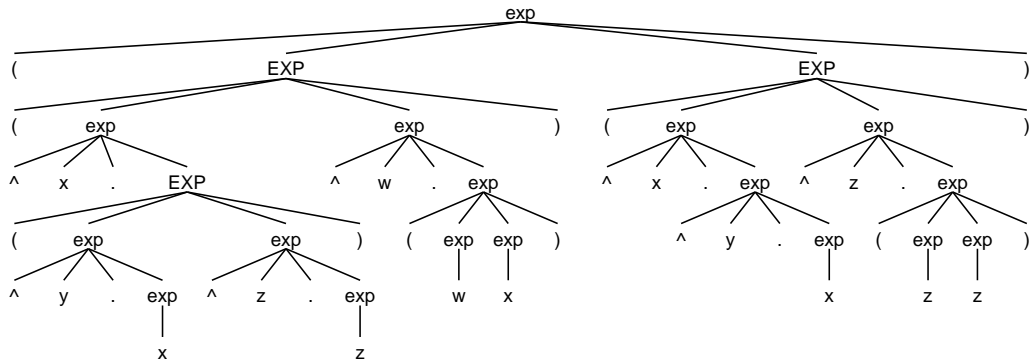 exp
( EXP EXP )
( exp exp ) ( exp exp )
^ x . EXP ^ w . exp ^ x . exp ^ z . exp
( exp exp ) ( exp exp ) ^ y . exp ( exp exp )
^ y . exp ^ z . exp w x x z z
x z